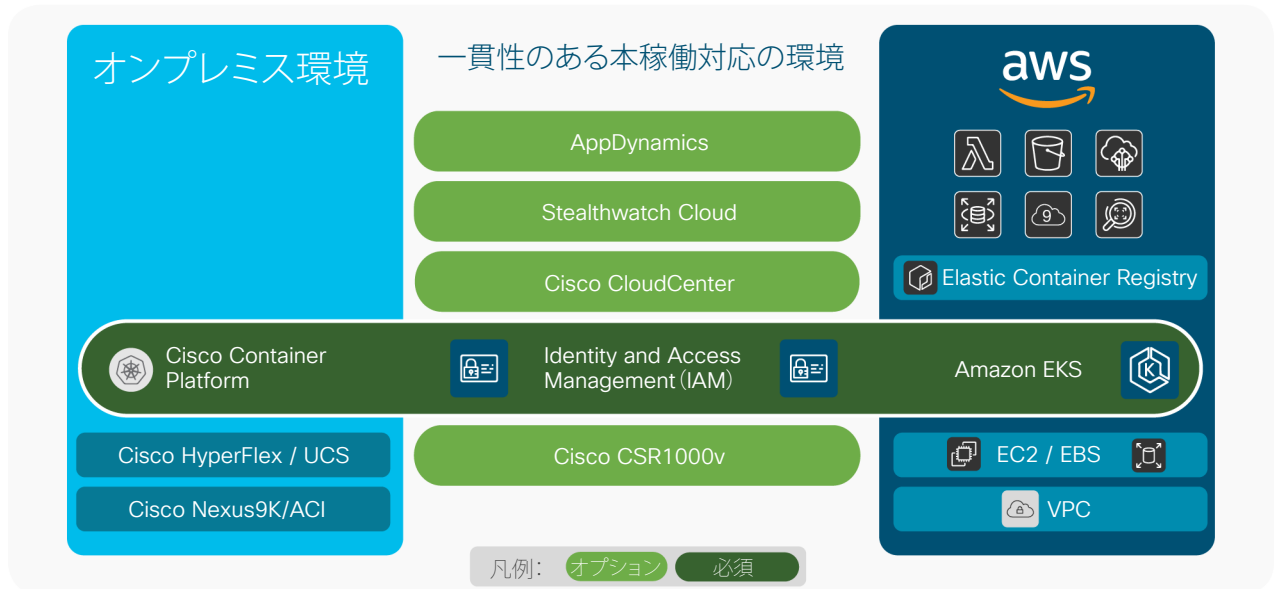 オンプレミス環境
一貫性のある本稼働対応の環境
aws
AppDynamics
Stealthwatch Cloud
Cisco CloudCenter
9
Elastic Container Registry
Cisco Container
Platform
Identity and Access
Management（IAM）
Amazon EKS
K
Cisco HyperFlex / UCS
Cisco Nexus9K/ACI
Cisco CSR1000v
EC2 / EBS
VPC
凡例： オプション 必須